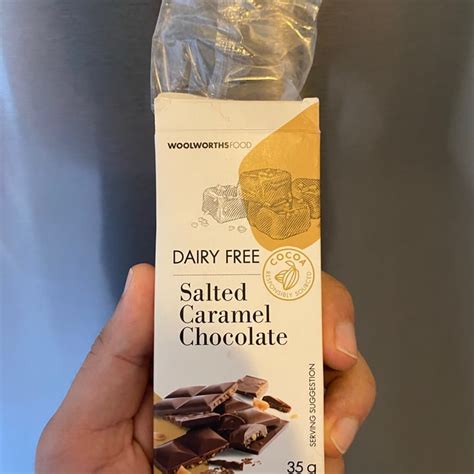 WOOLWORTHSFOOD
DAIRY FREE
COCOA
RESPONSIBLY SOURCED
Salted
Caramel
Chocolate
SERVING SUGGESTION
35 g